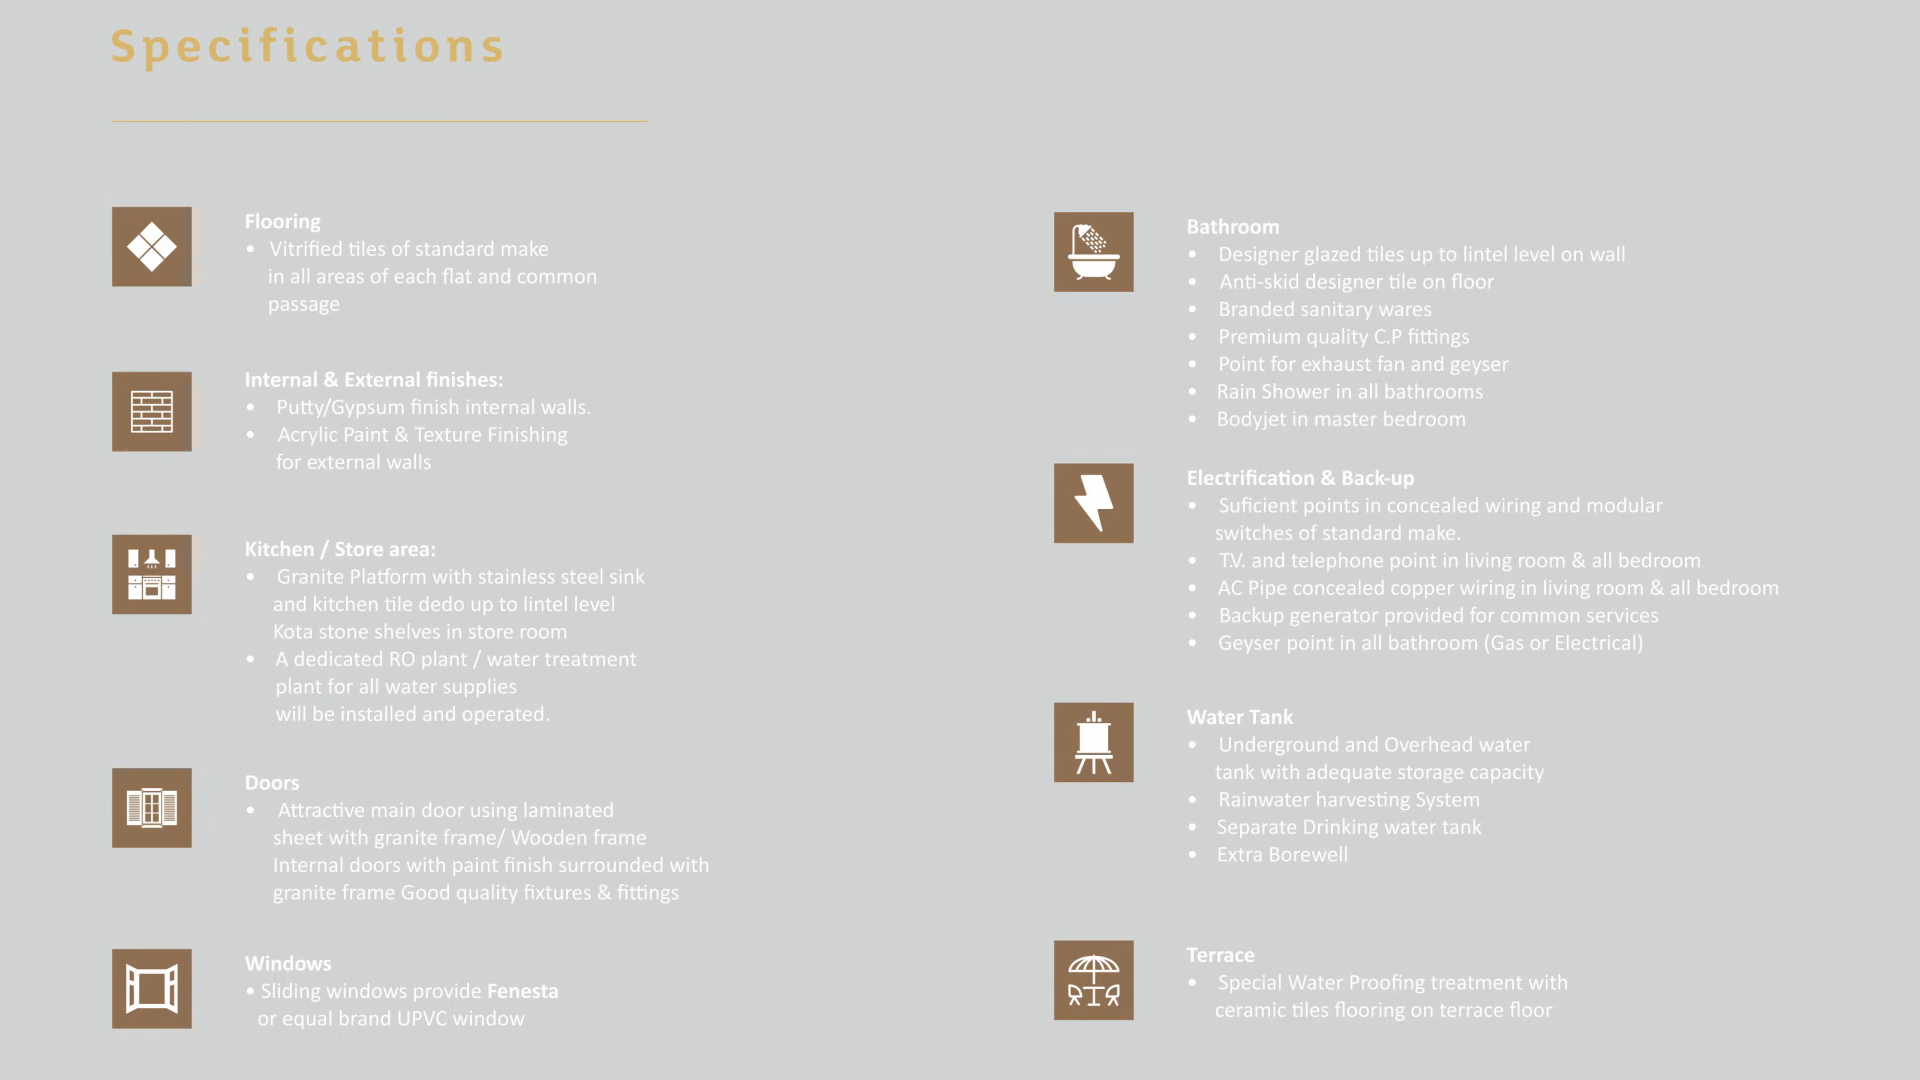 Specifications
Flooring
• Vitrified tiles of standard make
in all areas of each flat and common
passage
Internal & External finishes:
• Putty/Gypsum finish internal walls.
• Acrylic Paint & Texture Finishing
for external walls
Kitchen / Store area:
• Granite Platform with stainless steel sink
and kitchen tile dedo up to lintel level
Kota stone shelves in store room
• A dedicated RO plant / water treatment
plant for all water supplies
will be installed and operated.
Doors
• Attractive main door using laminated
sheet with granite frame/ Wooden frame
Internal doors with paint finish surrounded with
granite frame Good quality fixtures & fittings
Windows
• Sliding windows provide Fenesta
or equal brand UPVC window
Bathroom
• Designer glazed tiles up to lintel level on wall
• Anti-skid designer tile on floor
• Branded sanitary wares
• Premium quality C.P fittings
• Point for exhaust fan and geyser
• Rain Shower in all bathrooms
• Bodyjet in master bedroom
Electrification & Back-up
• Suficient points in concealed wiring and modular
switches of standard make.
• T.V. and telephone point in living room & all bedroom
• AC Pipe concealed copper wiring in living room & all bedroom
• Backup generator provided for common services
• Geyser point in all bathroom (Gas or Electrical)
Water Tank
• Underground and Overhead water
tank with adequate storage capacity
• Rainwater harvesting System
• Separate Drinking water tank
• Extra Borewell
Terrace
• Special Water Proofing treatment with
ceramic tiles flooring on terrace floor